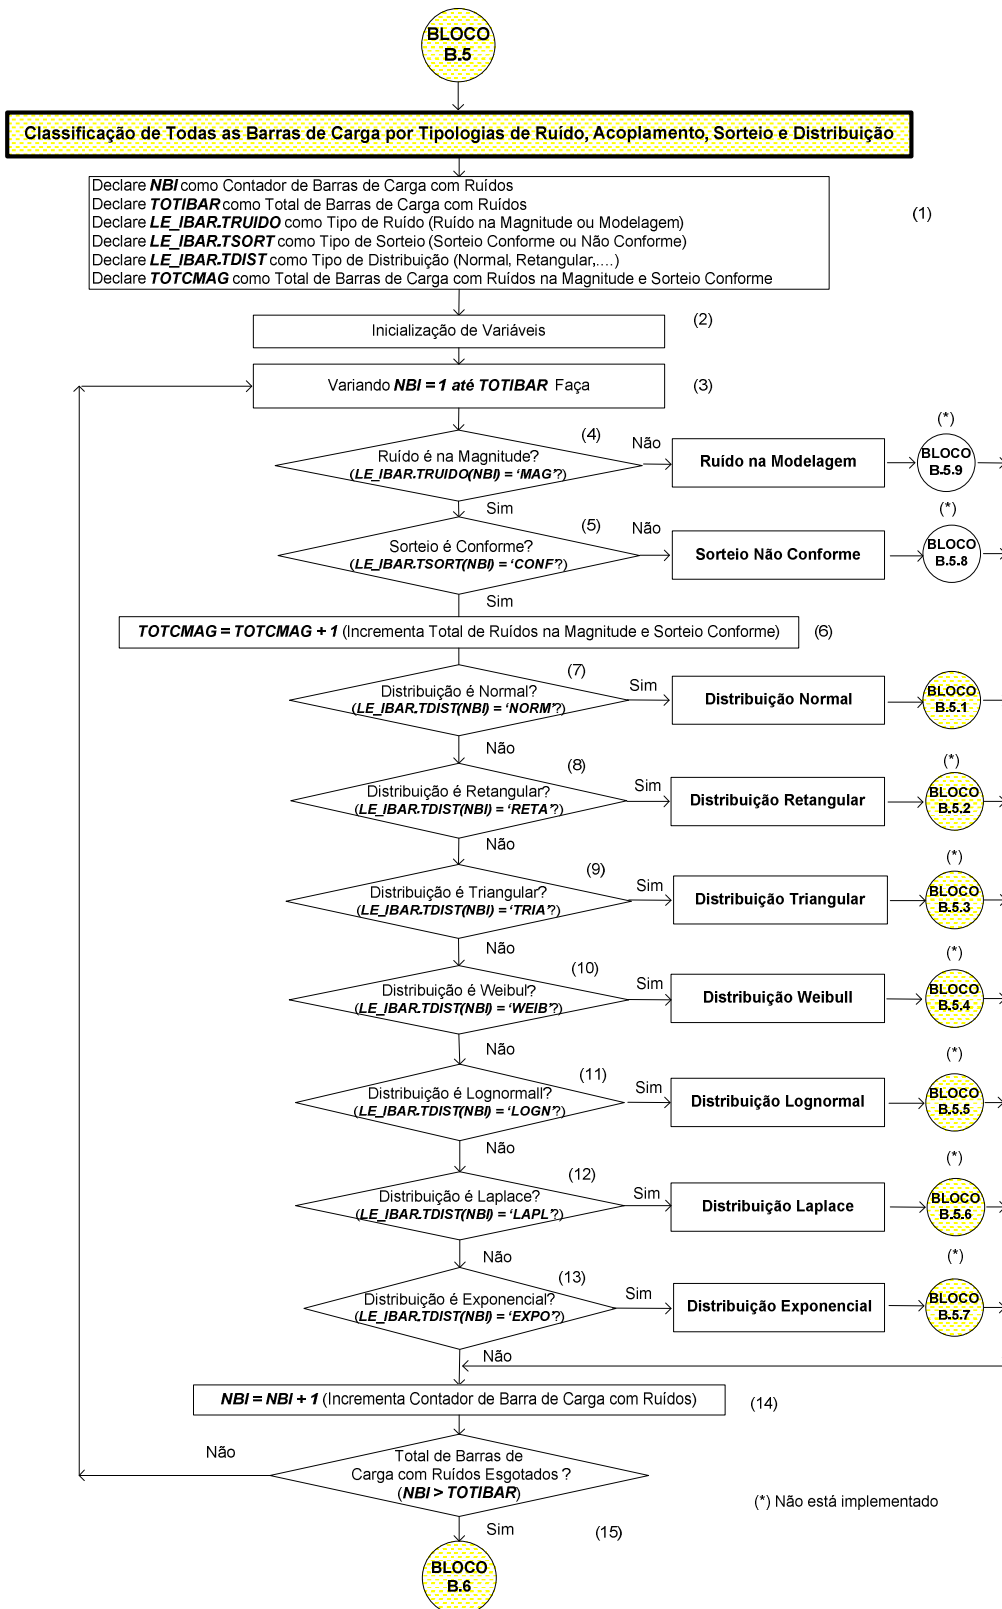 BLOCO
B.5
Classificação de Todas as Barras de Carga por Tipologias de Ruído, Acoplamento, Sorteio e Distribuição
Declare NBI como Contador de Barras de Carga com Ruídos
Declare TOTIBAR como Total de Barras de Carga com Ruídos
Declare LE_IBAR.TRUIDO como Tipo de Ruído (Ruído na Magnitude ou Modelagem)
Declare LE_IBAR.TSORT como Tipo de Sorteio (Sorteio Conforme ou Não Conforme)
Declare LE_IBAR.TDIST como Tipo de Distribuição (Normal, Retangular,....)
Declare TOTCMAG como Total de Barras de Carga com Ruídos na Magnitude e Sorteio Conforme
(1)
Inicialização de Variáveis
(2)
Variando NBI = 1 até TOTIBAR Faça
(3)
(4)
Ruído é na Magnitude?
(LE_IBAR.TRUIDO(NBI) = ‘MAG’?)
Não
Ruído na Modelagem
(*)
BLOCO
B.5.9
Sim
(5)
Sorteio é Conforme?
(LE_IBAR.TSORT(NBI) = ‘CONF’?)
Não
Sorteio Não Conforme
(*)
BLOCO
B.5.8
Sim
TOTCMAG = TOTCMAG + 1 (Incrementa Total de Ruídos na Magnitude e Sorteio Conforme)
(6)
(7)
Distribuição é Normal?
(LE_IBAR.TDIST(NBI) = ‘NORM’?)
Sim
Distribuição Normal
BLOCO
B.5.1
Não
(8)
Distribuição é Retangular?
(LE_IBAR.TDIST(NBI) = ‘RETA’?)
Sim
Distribuição Retangular
(*)
BLOCO
B.5.2
Não
(9)
Distribuição é Triangular?
(LE_IBAR.TDIST(NBI) = ‘TRIA’?)
Sim
Distribuição Triangular
(*)
BLOCO
B.5.3
Não
(10)
Distribuição é Weibul?
(LE_IBAR.TDIST(NBI) = ‘WEIB’?)
Sim
Distribuição Weibull
(*)
BLOCO
B.5.4
Não
(11)
Distribuição é Lognormall?
(LE_IBAR.TDIST(NBI) = ‘LOGN’?)
Sim
Distribuição Lognormal
(*)
BLOCO
B.5.5
Não
(12)
Distribuição é Laplace?
(LE_IBAR.TDIST(NBI) = ‘LAPL’?)
Sim
Distribuição Laplace
(*)
BLOCO
B.5.6
Não
(13)
Distribuição é Exponencial?
(LE_IBAR.TDIST(NBI) = ‘EXPO’?)
Sim
Distribuição Exponencial
(*)
BLOCO
B.5.7
Não
NBI = NBI + 1 (Incrementa Contador de Barra de Carga com Ruídos)
(14)
Não
Total de Barras de
Carga com Ruídos Esgotados ?
(NBI > TOTIBAR)
(*) Não está implementado
Sim
(15)
BLOCO
B.6